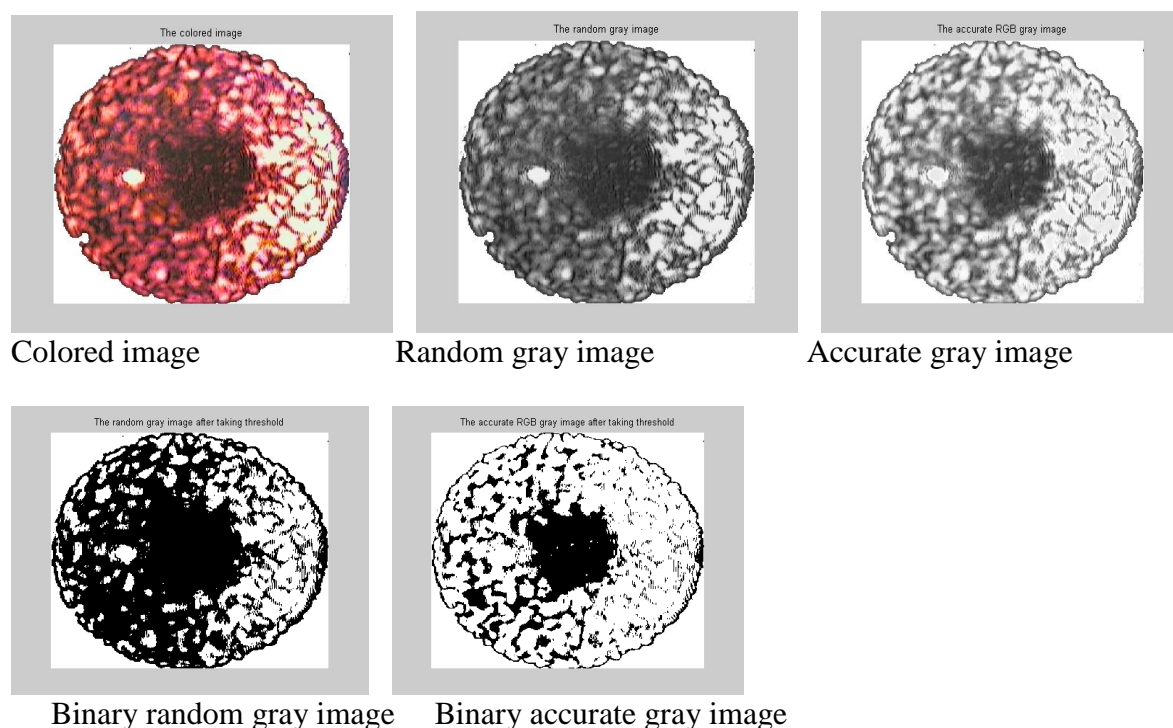 The colored image
The random gray image
The accurate RGB gray image
Colored image
Random gray image
Accurate gray image
The random gray image after taking threshold
The accurate RGB gray image after taking threshold
Binary random gray image
Binary accurate gray image